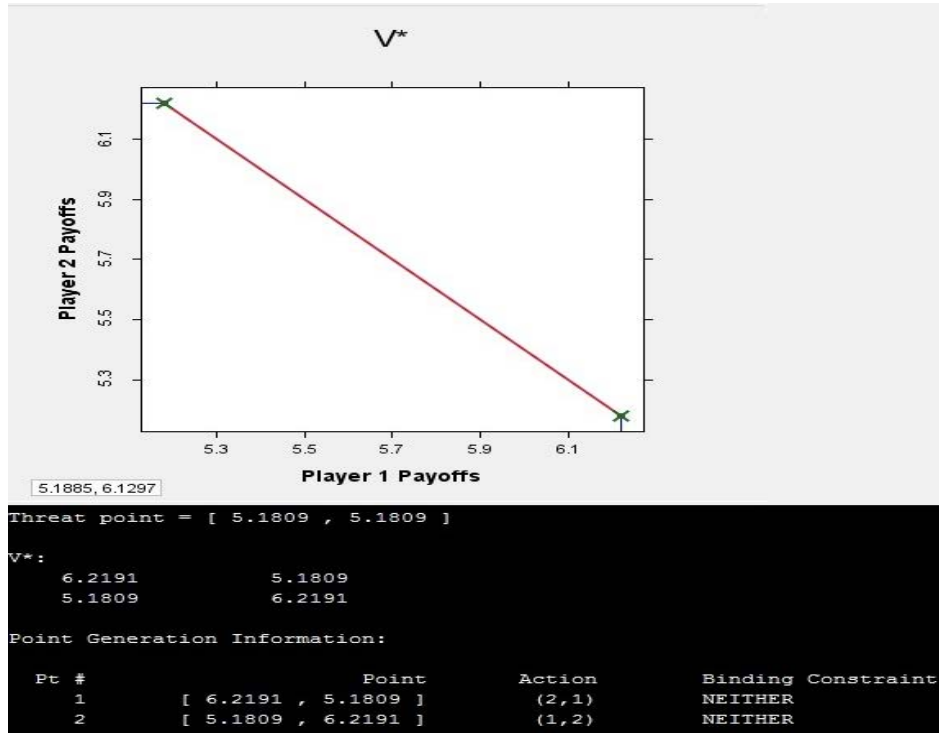 V*
6.1
5.9
5.7
5.5
5.3
Player 2 Payoffs
5.3 5.5 5.7 5.9 6.1
Player 1 Payoffs
5.1885, 6.1297
Threat point = [ 5.1809 , 5.1809 ]
V*:
6.2191 5.1809
5.1809 6.2191
Point Generation Information:
Pt # Point Action Binding Constraint
1 [ 6.2191 , 5.1809 ] (2,1) NEITHER
2 [ 5.1809 , 6.2191 ] (1,2) NEITHER